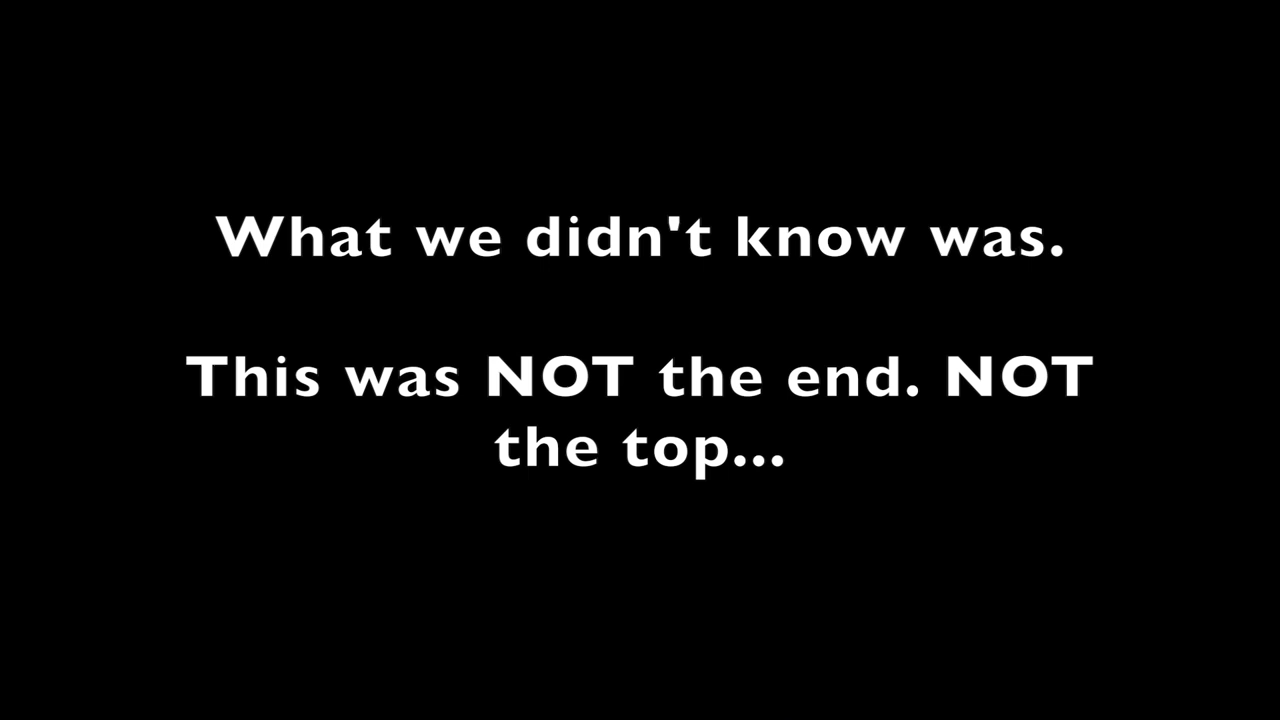 What we didn't know was.
This was NOT the end. NOT
the top...